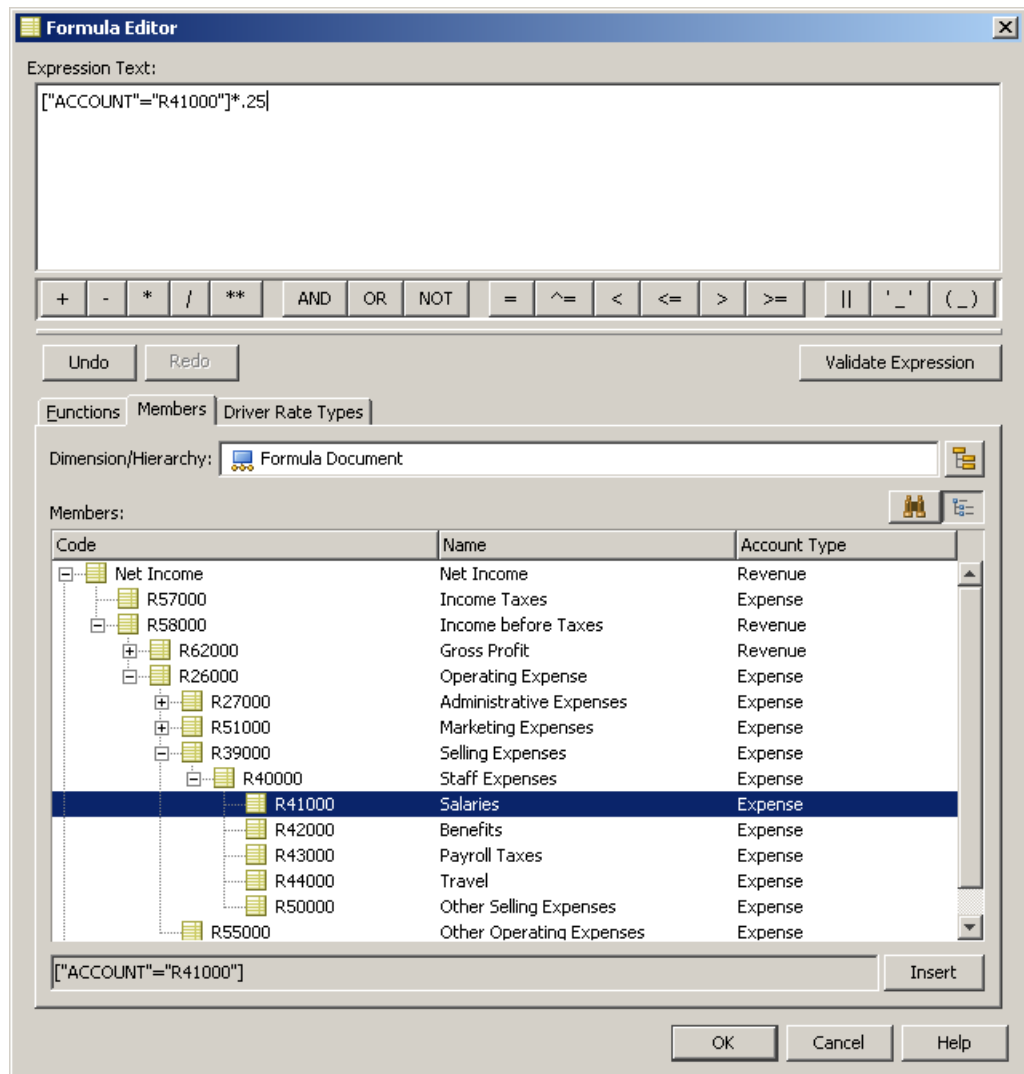 Formula Editor
Expression Text:
["ACCOUNT"="R41000"]*.25
+ - * / ** AND OR NOT = ^= < <= > >= || '_' (_)
Undo Redo Validate Expression
Functions Members Driver Rate Types
Dimension/Hierarchy: Formula Document
Members:
Code Name Account Type
Net Income Net Income Revenue
R57000 Income Taxes Expense
R58000 Income before Taxes Revenue
R62000 Gross Profit Revenue
R26000 Operating Expense Expense
R27000 Administrative Expenses Expense
R51000 Marketing Expenses Expense
R39000 Selling Expenses Expense
R40000 Staff Expenses Expense
R41000 Salaries Expense
R42000 Benefits Expense
R43000 Payroll Taxes Expense
R44000 Travel Expense
R50000 Other Selling Expenses Expense
R55000 Other Operating Expenses Expense
["ACCOUNT"="R41000"] Insert
OK Cancel Help